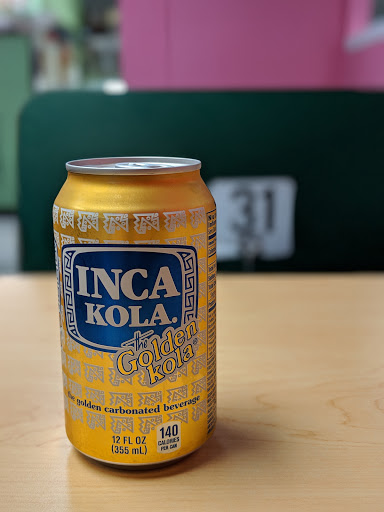 INCA
KOLA.
the
Golden
kola®
the golden carbonated beverage
12 FL OZ
(355 mL)
140
CALORIES
PER CAN
31